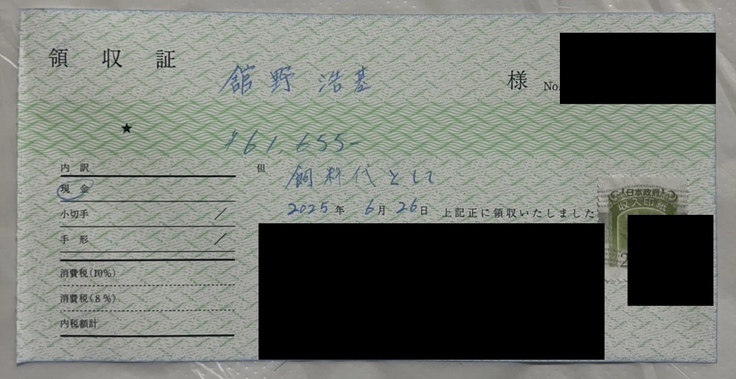 領収証
舘野 浩基 様 No.
★ ¥61,655-
内訳
但 飼料代として
現金
2025年 6月26日 上記正に領収いたしました
小切手 /
手形 /
消費税(10%)
消費税(8%)
内税額計
日本政府
収入印紙
2